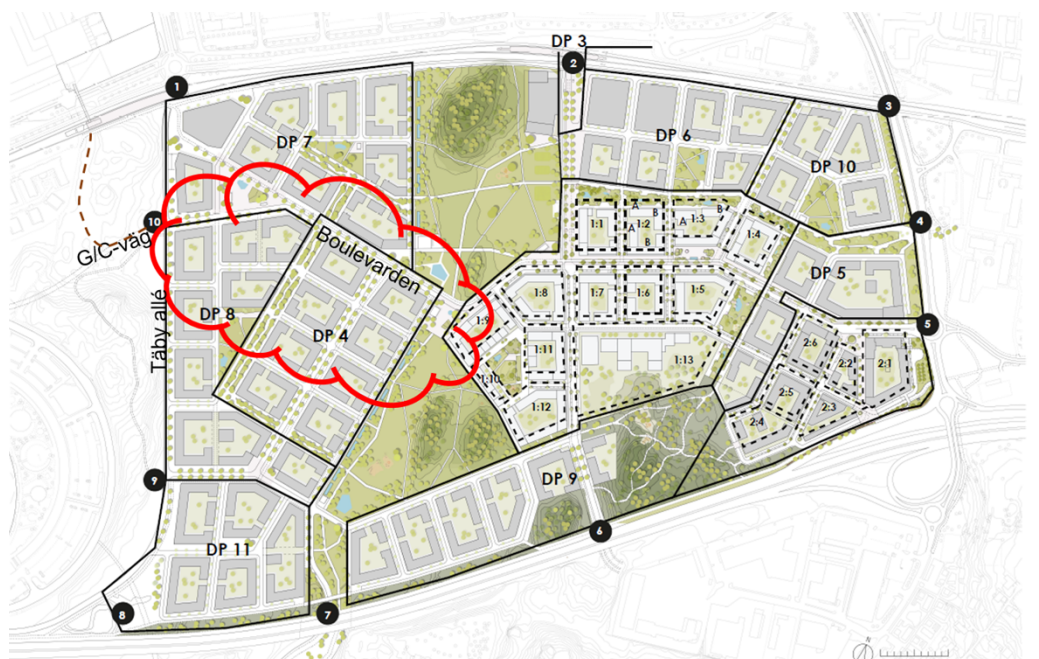 DP 3
2
1
3
DP 7
DP 6
DP 10
A
B
1:1
1:2
A
B
A
1:3
B
1:4
10
G/C-väg
4
Boulevarden
DP 5
1:8
1:7
1:6
1:5
Täby allé
DP 8
DP 4
1:9
5
1:11
1:13
2:6
2:2
2:1
1:10
2:5
1:12
2:3
2:4
9
DP 9
6
DP 11
8
7
N